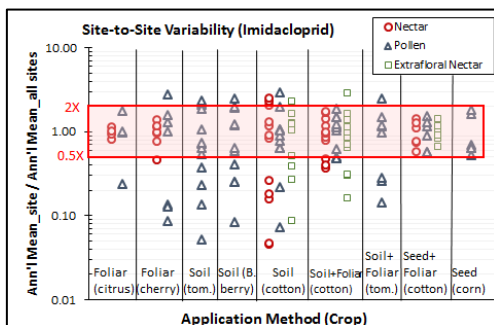 Site-to-Site Variability (Imidacloprid)
Nectar
Pollen
Extrafloral Nectar
Ann'l Mean_site / Ann'l Mean_all sites
10.00
2X
1.00
0.5X
0.10
0.01
Foliar (citrus)
Foliar (cherry)
Soil (tom.)
Soil (B. berry)
Soil (cotton)
Soil+Foliar (cotton)
Soil+ Foliar (tom.)
Seed+ Foliar (cotton)
Seed (corn)
Application Method (Crop)